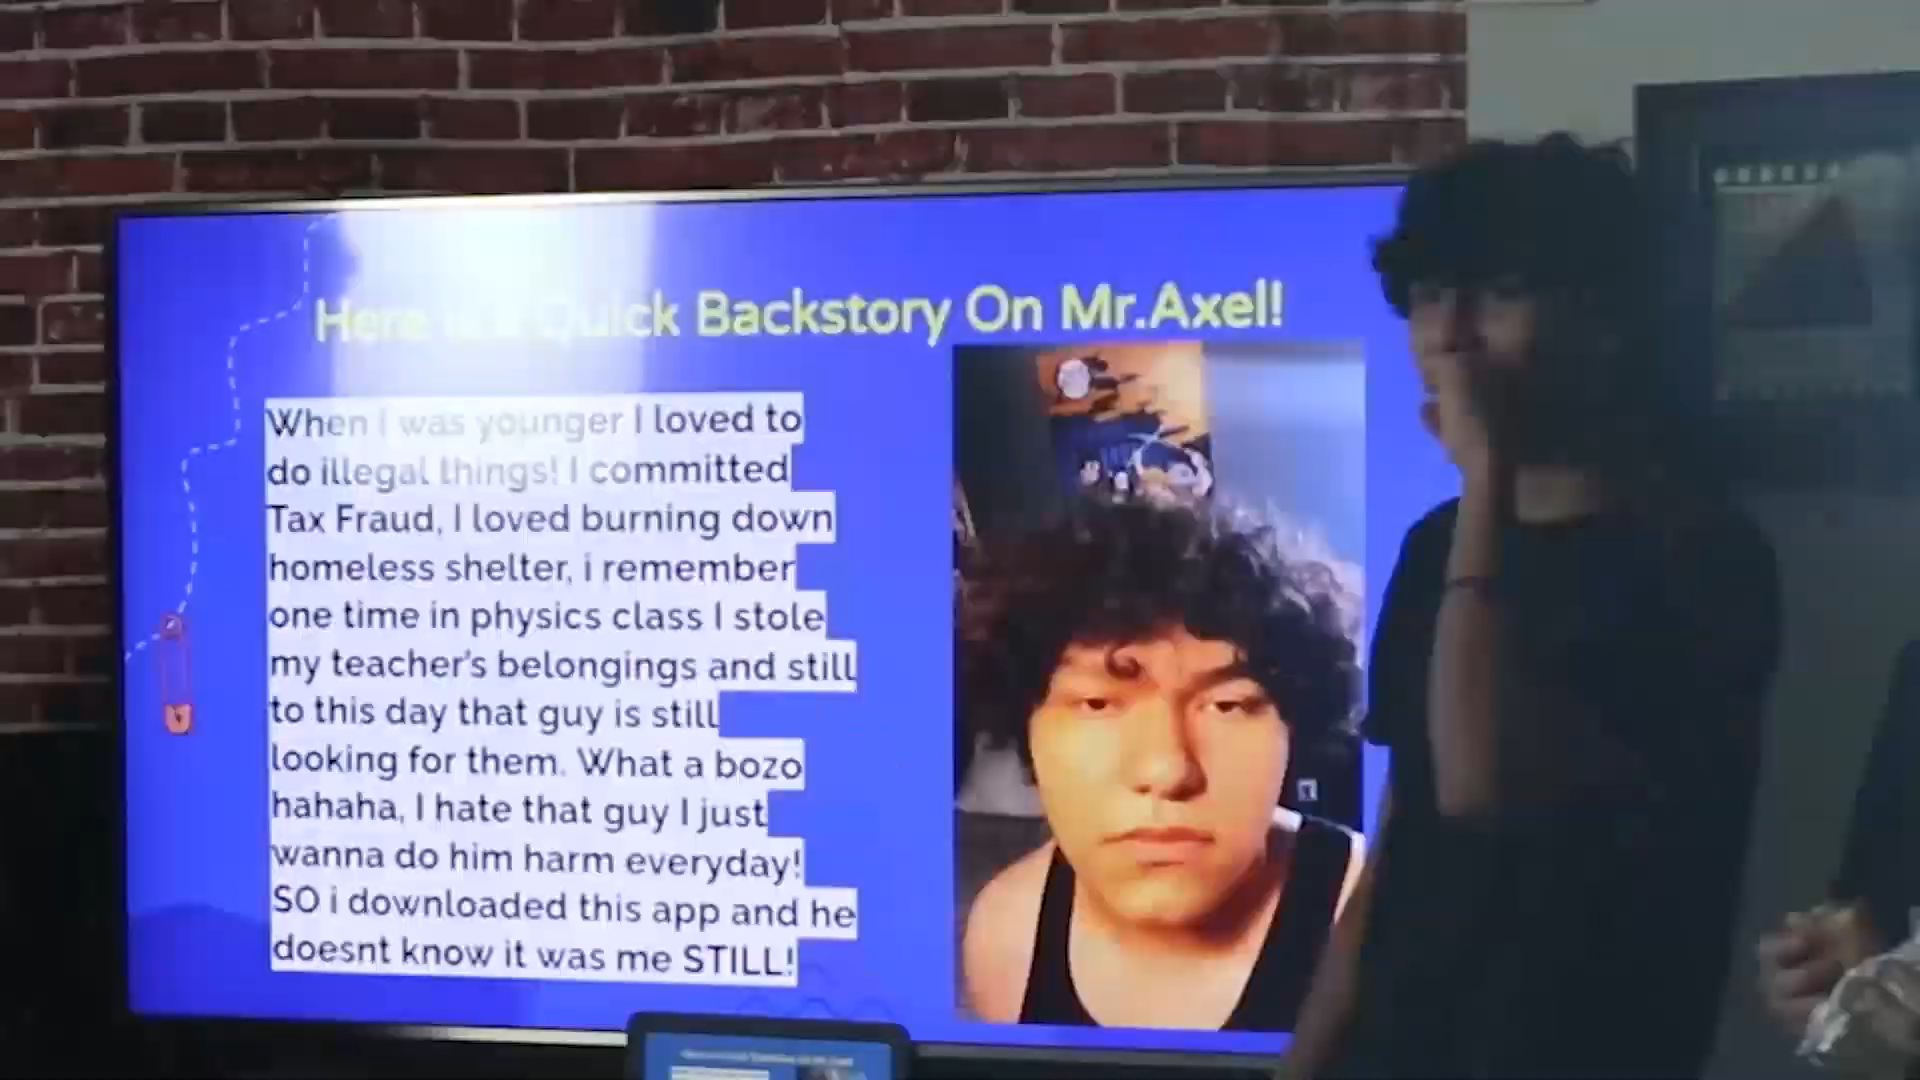 Here is a Quick Backstory On Mr.Axel!
When I was younger I loved to
do illegal things! I committed
Tax Fraud, I loved burning down
homeless shelter, i remember
one time in physics class I stole
my teacher's belongings and still
to this day that guy is still
looking for them. What a bozo
hahaha, I hate that guy I just
wanna do him harm everyday!
SO i downloaded this app and he
doesnt know it was me STILL!